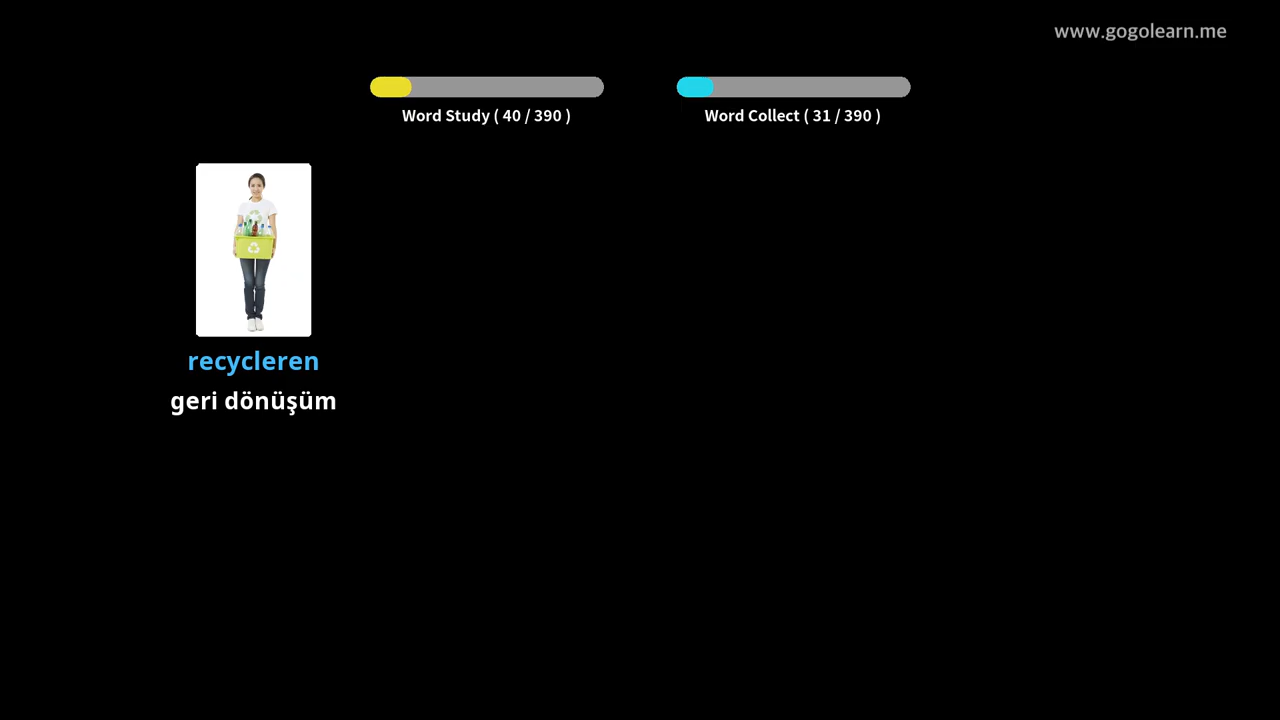 www.gogolearn.me
Word Study ( 40 / 390 )
Word Collect ( 31 / 390 )
recycleren
geri dönüşüm